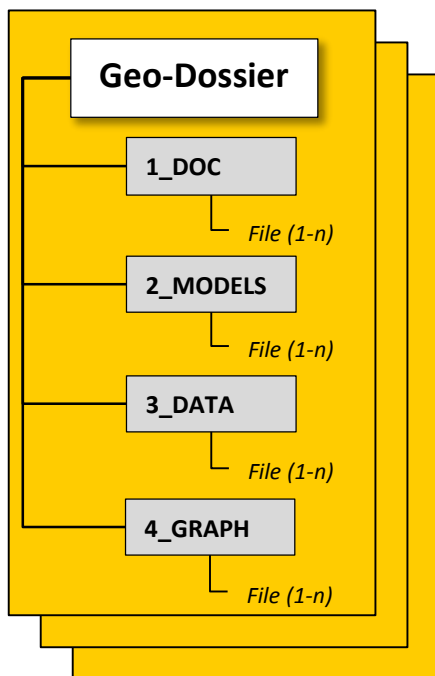 Geo-Dossier
1_DOC
File (1-n)
2_MODELS
File (1-n)
3_DATA
File (1-n)
4_GRAPH
File (1-n)